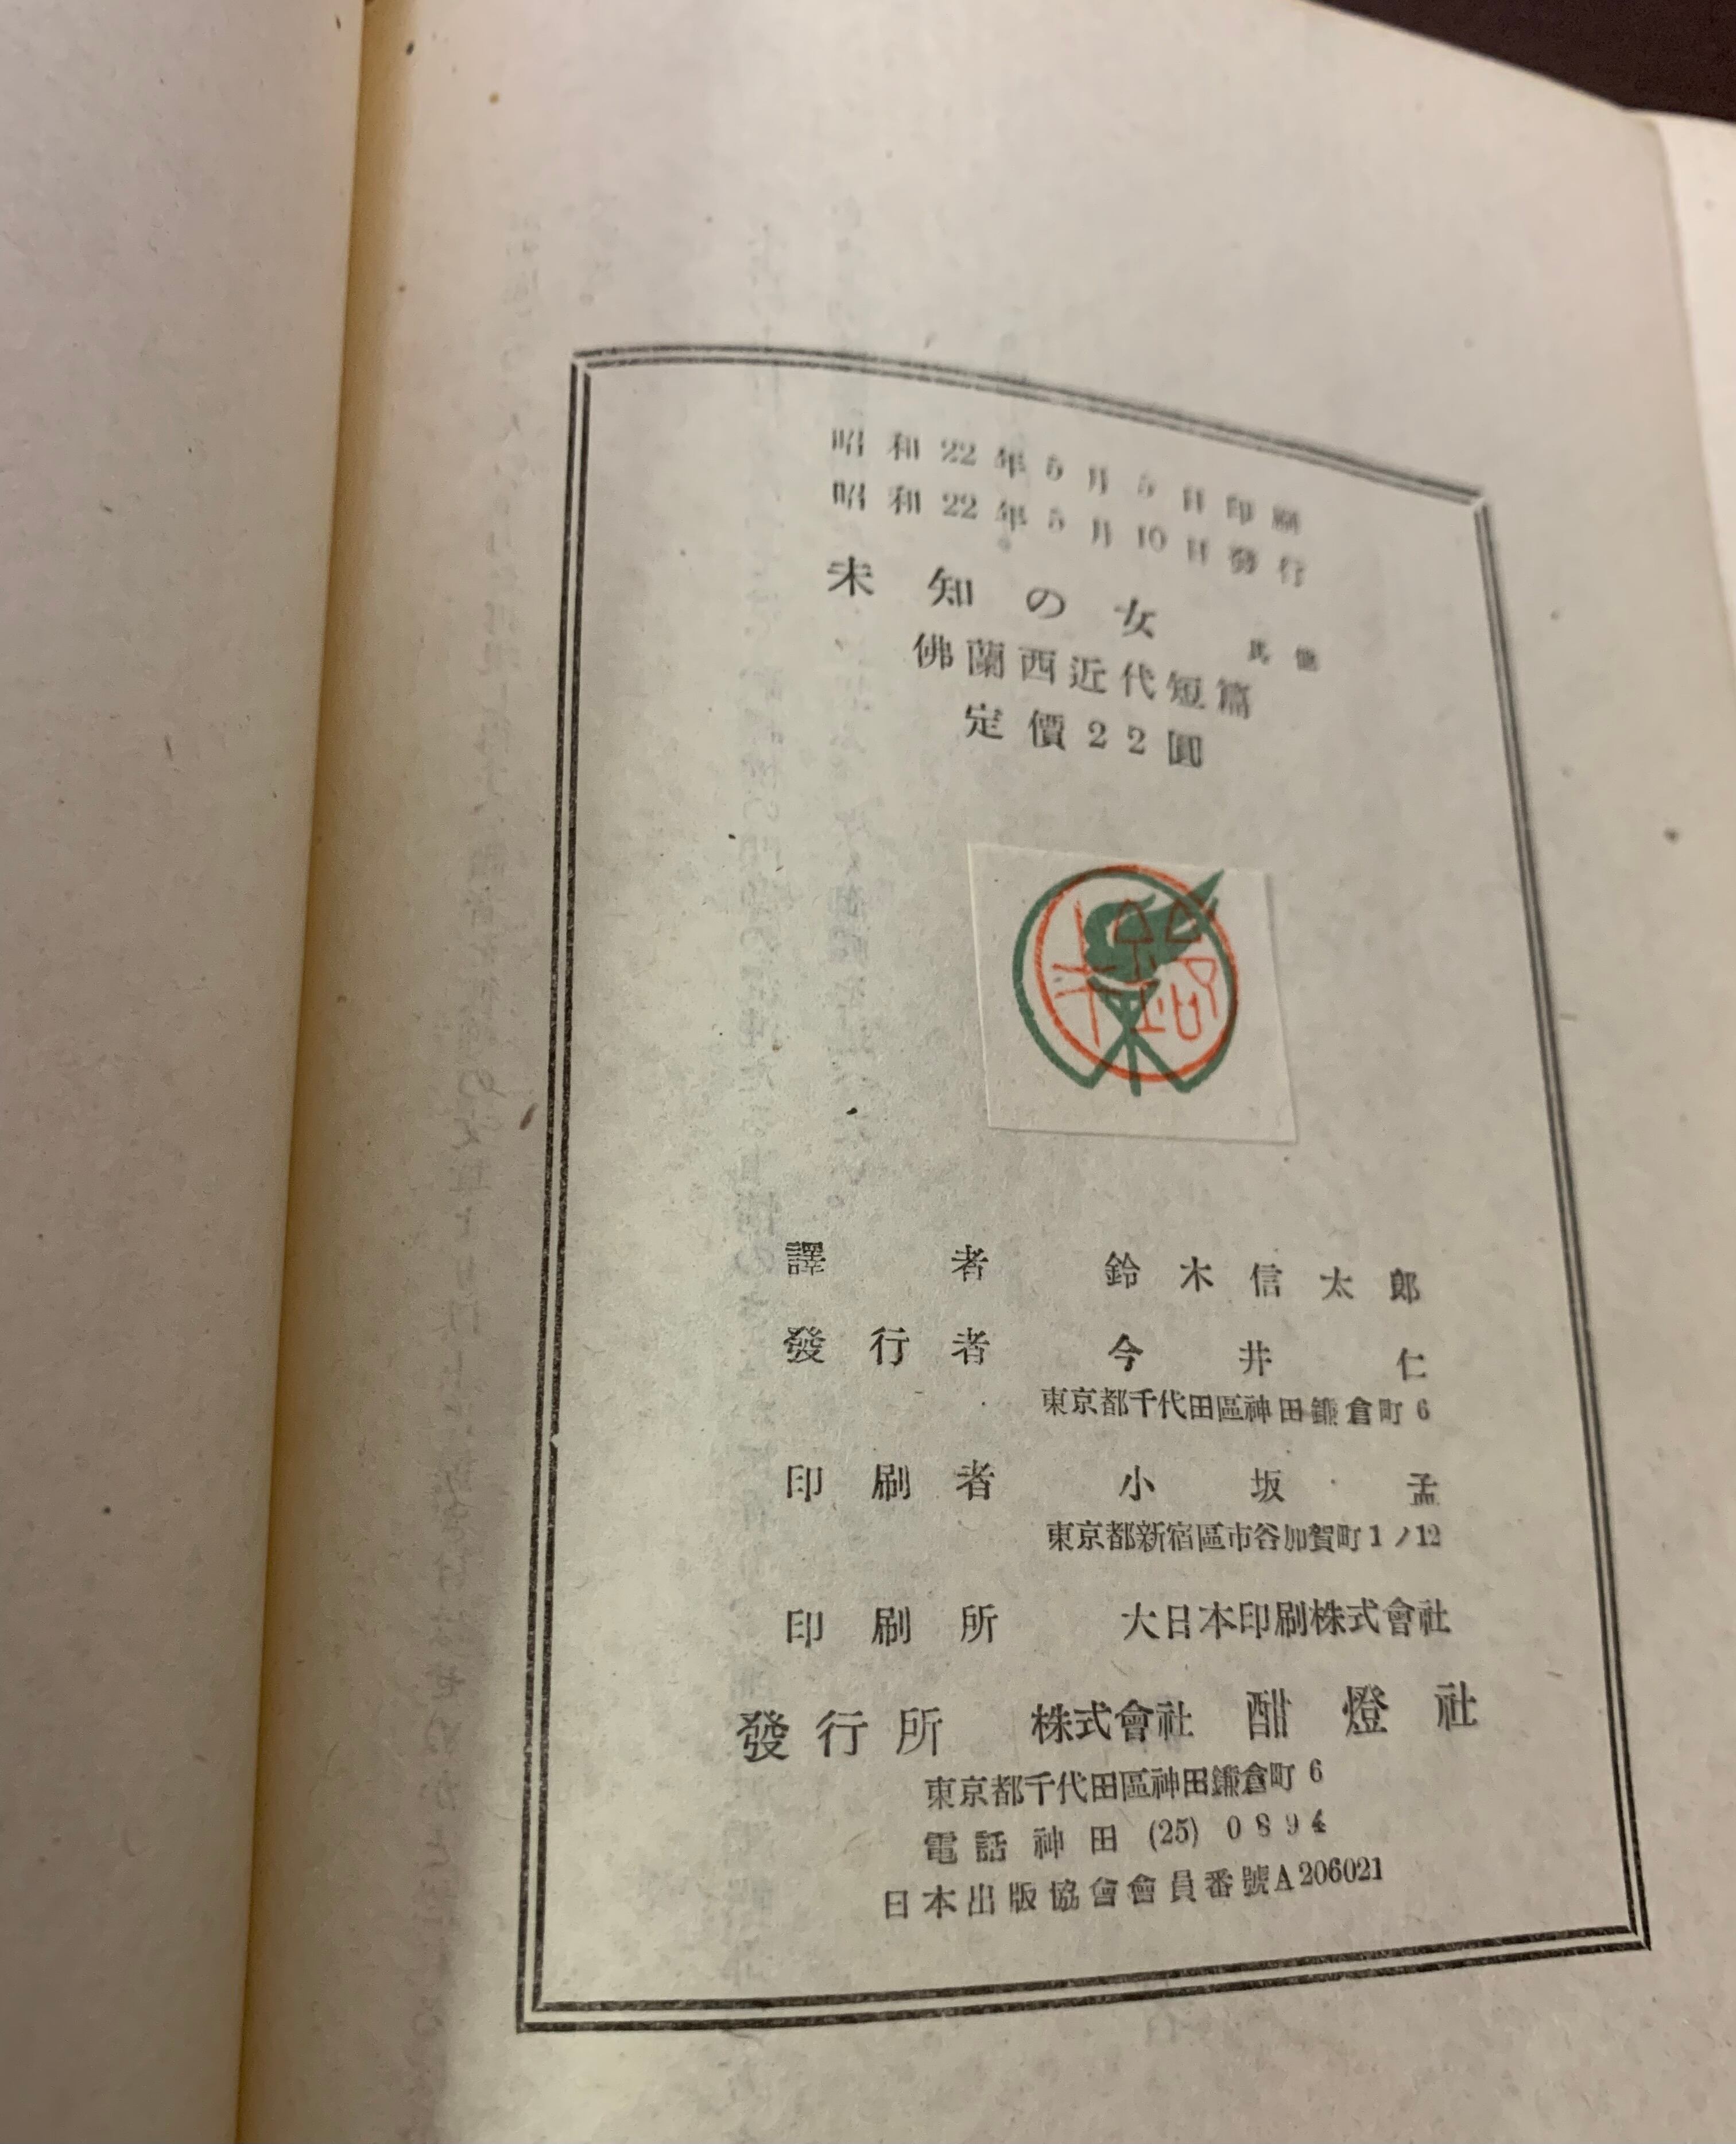 昭和22年5月5日印刷
昭和22年5月10日發行
未知の女 其他
佛蘭西近代短篇
定價22圓
鈴木
譯者 鈴木信太郎
發行者 今井仁
東京都千代田區神田鎌倉町6
印刷者 小坂孟
東京都新宿區市谷加賀町1ノ12
印刷所 大日本印刷株式會社
發行所 株式會社 酣燈社
東京都千代田區神田鎌倉町6
電話神田(25)0894
日本出版協會會員番號A206021